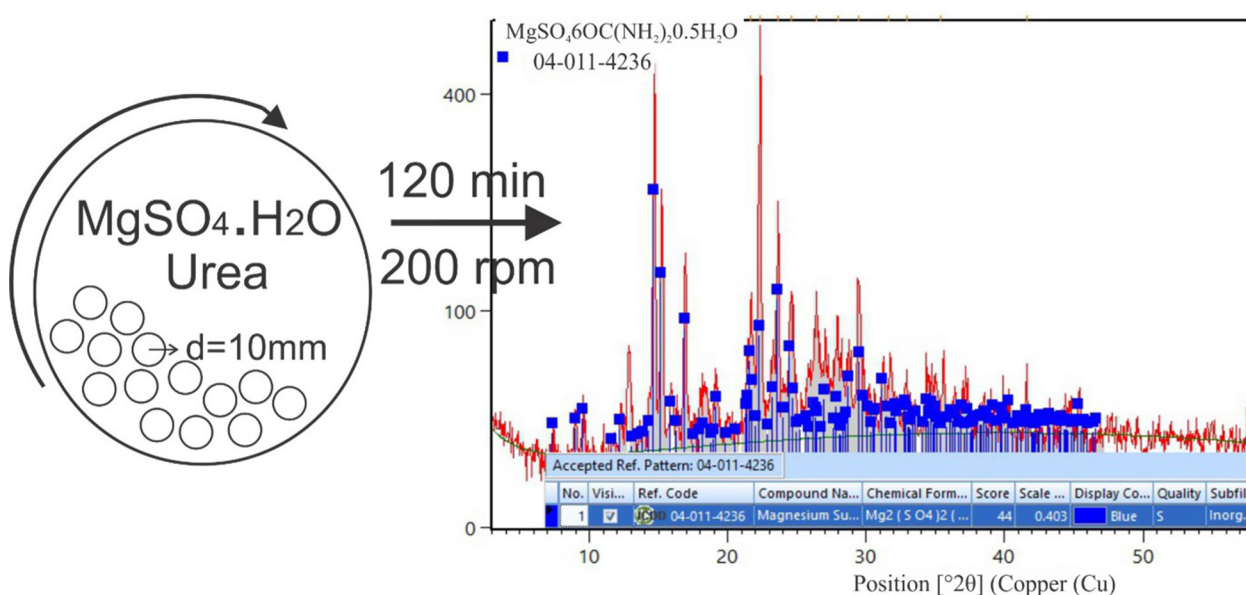 MgSO4.H2O
Urea
d=10mm
120 min
200 rpm
MgSO₄6OC(NH₂)₂0.5H₂O
04-011-4236
400
100
0
Accepted Ref. Pattern: 04-011-4236
No. Visi... Ref. Code Compound Na... Chemical Form... Score Scale ... Display Co... Quality Subfil
1 04-011-4236 Magnesium Su... Mg2 ( S O4 )2 ( ... 44 0.403 Blue S Inorg.
10 20 30 40 50
Position [°2θ] (Copper (Cu)